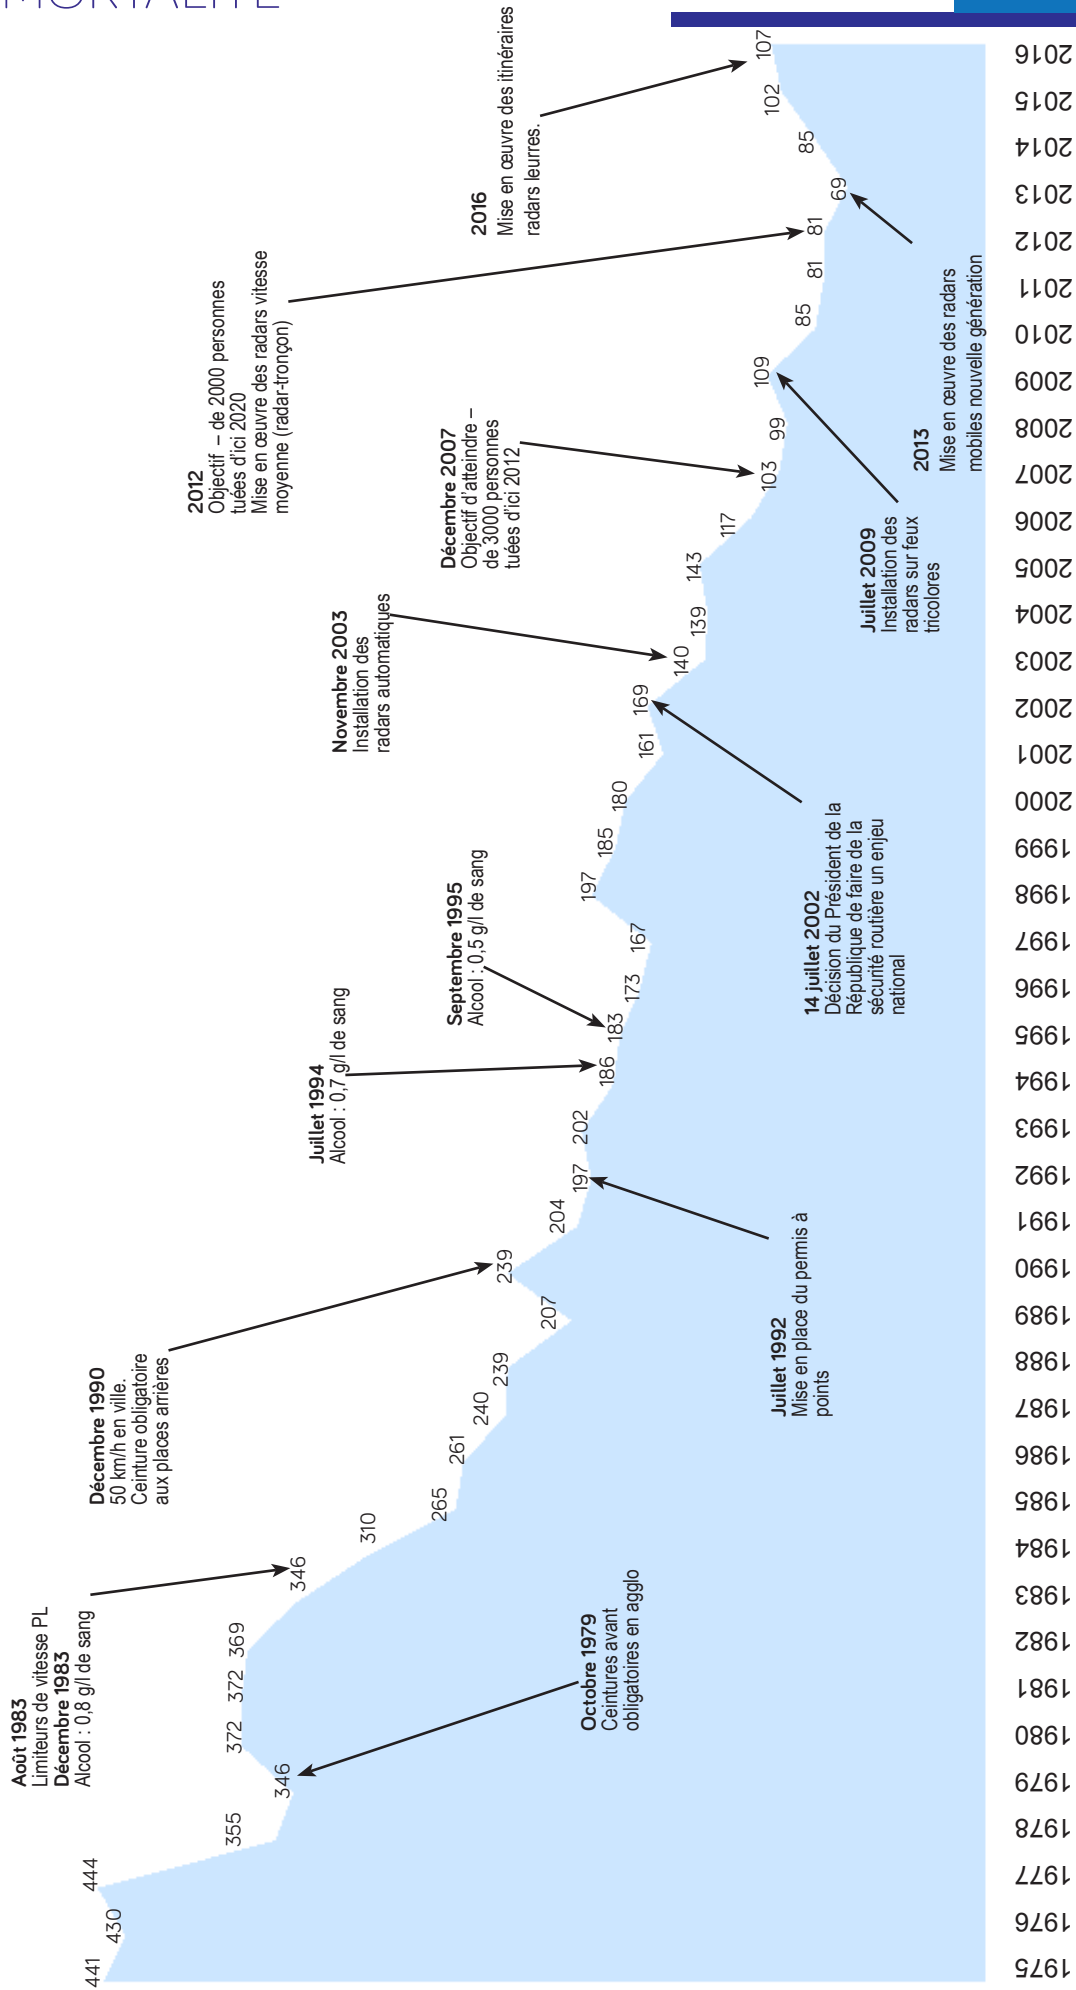 MORTALITÉ
Août 1983
Limiteurs de vitesse PL
Décembre 1983
Alcool : 0,8 g/l de sang
Décembre 1990
50 km/h en ville.
Ceinture obligatoire
aux places arrières
Juillet 1994
Alcool : 0,7 g/l de sang
Septembre 1995
Alcool : 0,5 g/l de sang
Novembre 2003
Installation des
radars automatiques
Décembre 2007
Objectif d'atteindre –
de 3000 personnes
tuées d'ici 2012
2012
Objectif – de 2000 personnes
tuées d'ici 2020
Mise en œuvre des radars vitesse
moyenne (radar-tronçon)
2016
Mise en œuvre des itinéraires
radars leurres.
441
430
444
355
346
372
372
369
346
310
265
261
240
239
207
239
204
197
202
186
183
173
167
197
185
180
161
169
140
139
143
117
103
99
109
85
81
81
69
85
102
107
Octobre 1979
Ceintures avant
obligatoires en agglo
Juillet 1992
Mise en place du permis à
points
14 juillet 2002
Décision du Président de la
République de faire de la
sécurité routière un enjeu
national
Juillet 2009
Installation des
radars sur feux
tricolores
2013
Mise en œuvre des radars
mobiles nouvelle génération
1975
1976
1977
1978
1979
1980
1981
1982
1983
1984
1985
1986
1987
1988
1989
1990
1991
1992
1993
1994
1995
1996
1997
1998
1999
2000
2001
2002
2003
2004
2005
2006
2007
2008
2009
2010
2011
2012
2013
2014
2015
2016